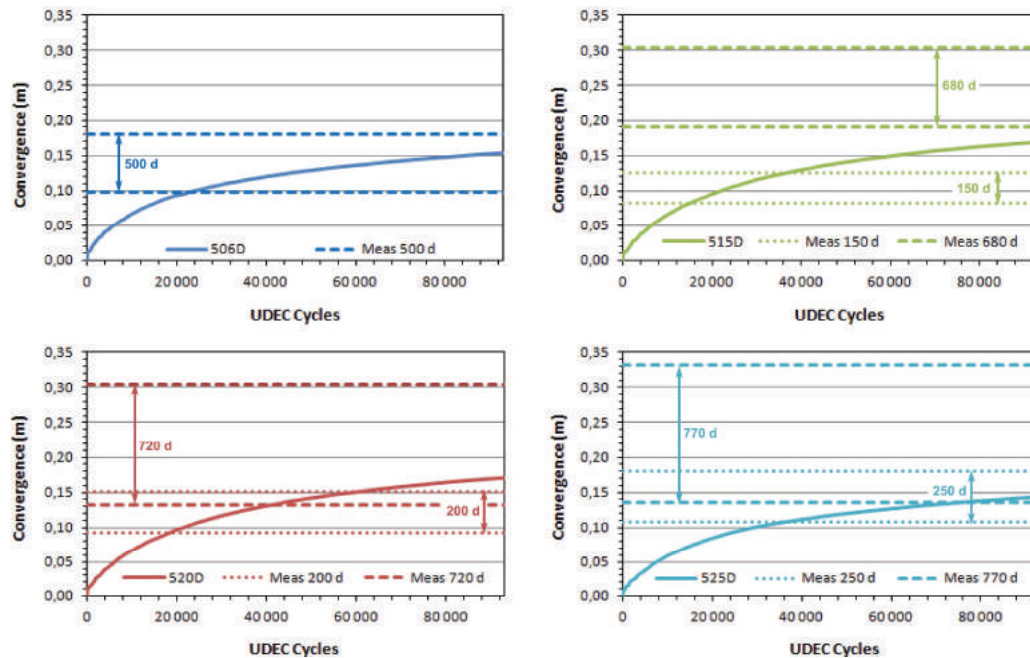 0,35
0,30
0,25
0,20
0,15
0,10
0,05
0,00
Convergence (m)
500 d
506D
Meas 500 d
0
20 000
40 000
60 000
80 000
UDEC Cycles
0,35
0,30
0,25
0,20
0,15
0,10
0,05
0,00
Convergence (m)
680 d
150 d
515D
Meas 150 d
Meas 680 d
0
20 000
40 000
60 000
80 000
UDEC Cycles
0,35
0,30
0,25
0,20
0,15
0,10
0,05
0,00
Convergence (m)
720 d
200 d
520D
Meas 200 d
Meas 720 d
0
20 000
40 000
60 000
80 000
UDEC Cycles
0,35
0,30
0,25
0,20
0,15
0,10
0,05
0,00
Convergence (m)
770 d
250 d
525D
Meas 250 d
Meas 770 d
0
20 000
40 000
60 000
80 000
UDEC Cycles